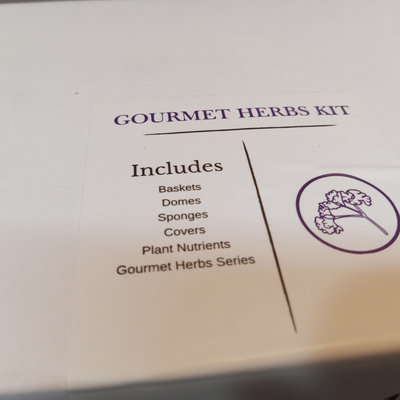 GOURMET HERBS KIT
Includes
Baskets
Domes
Sponges
Covers
Plant Nutrients
Gourmet Herbs Series